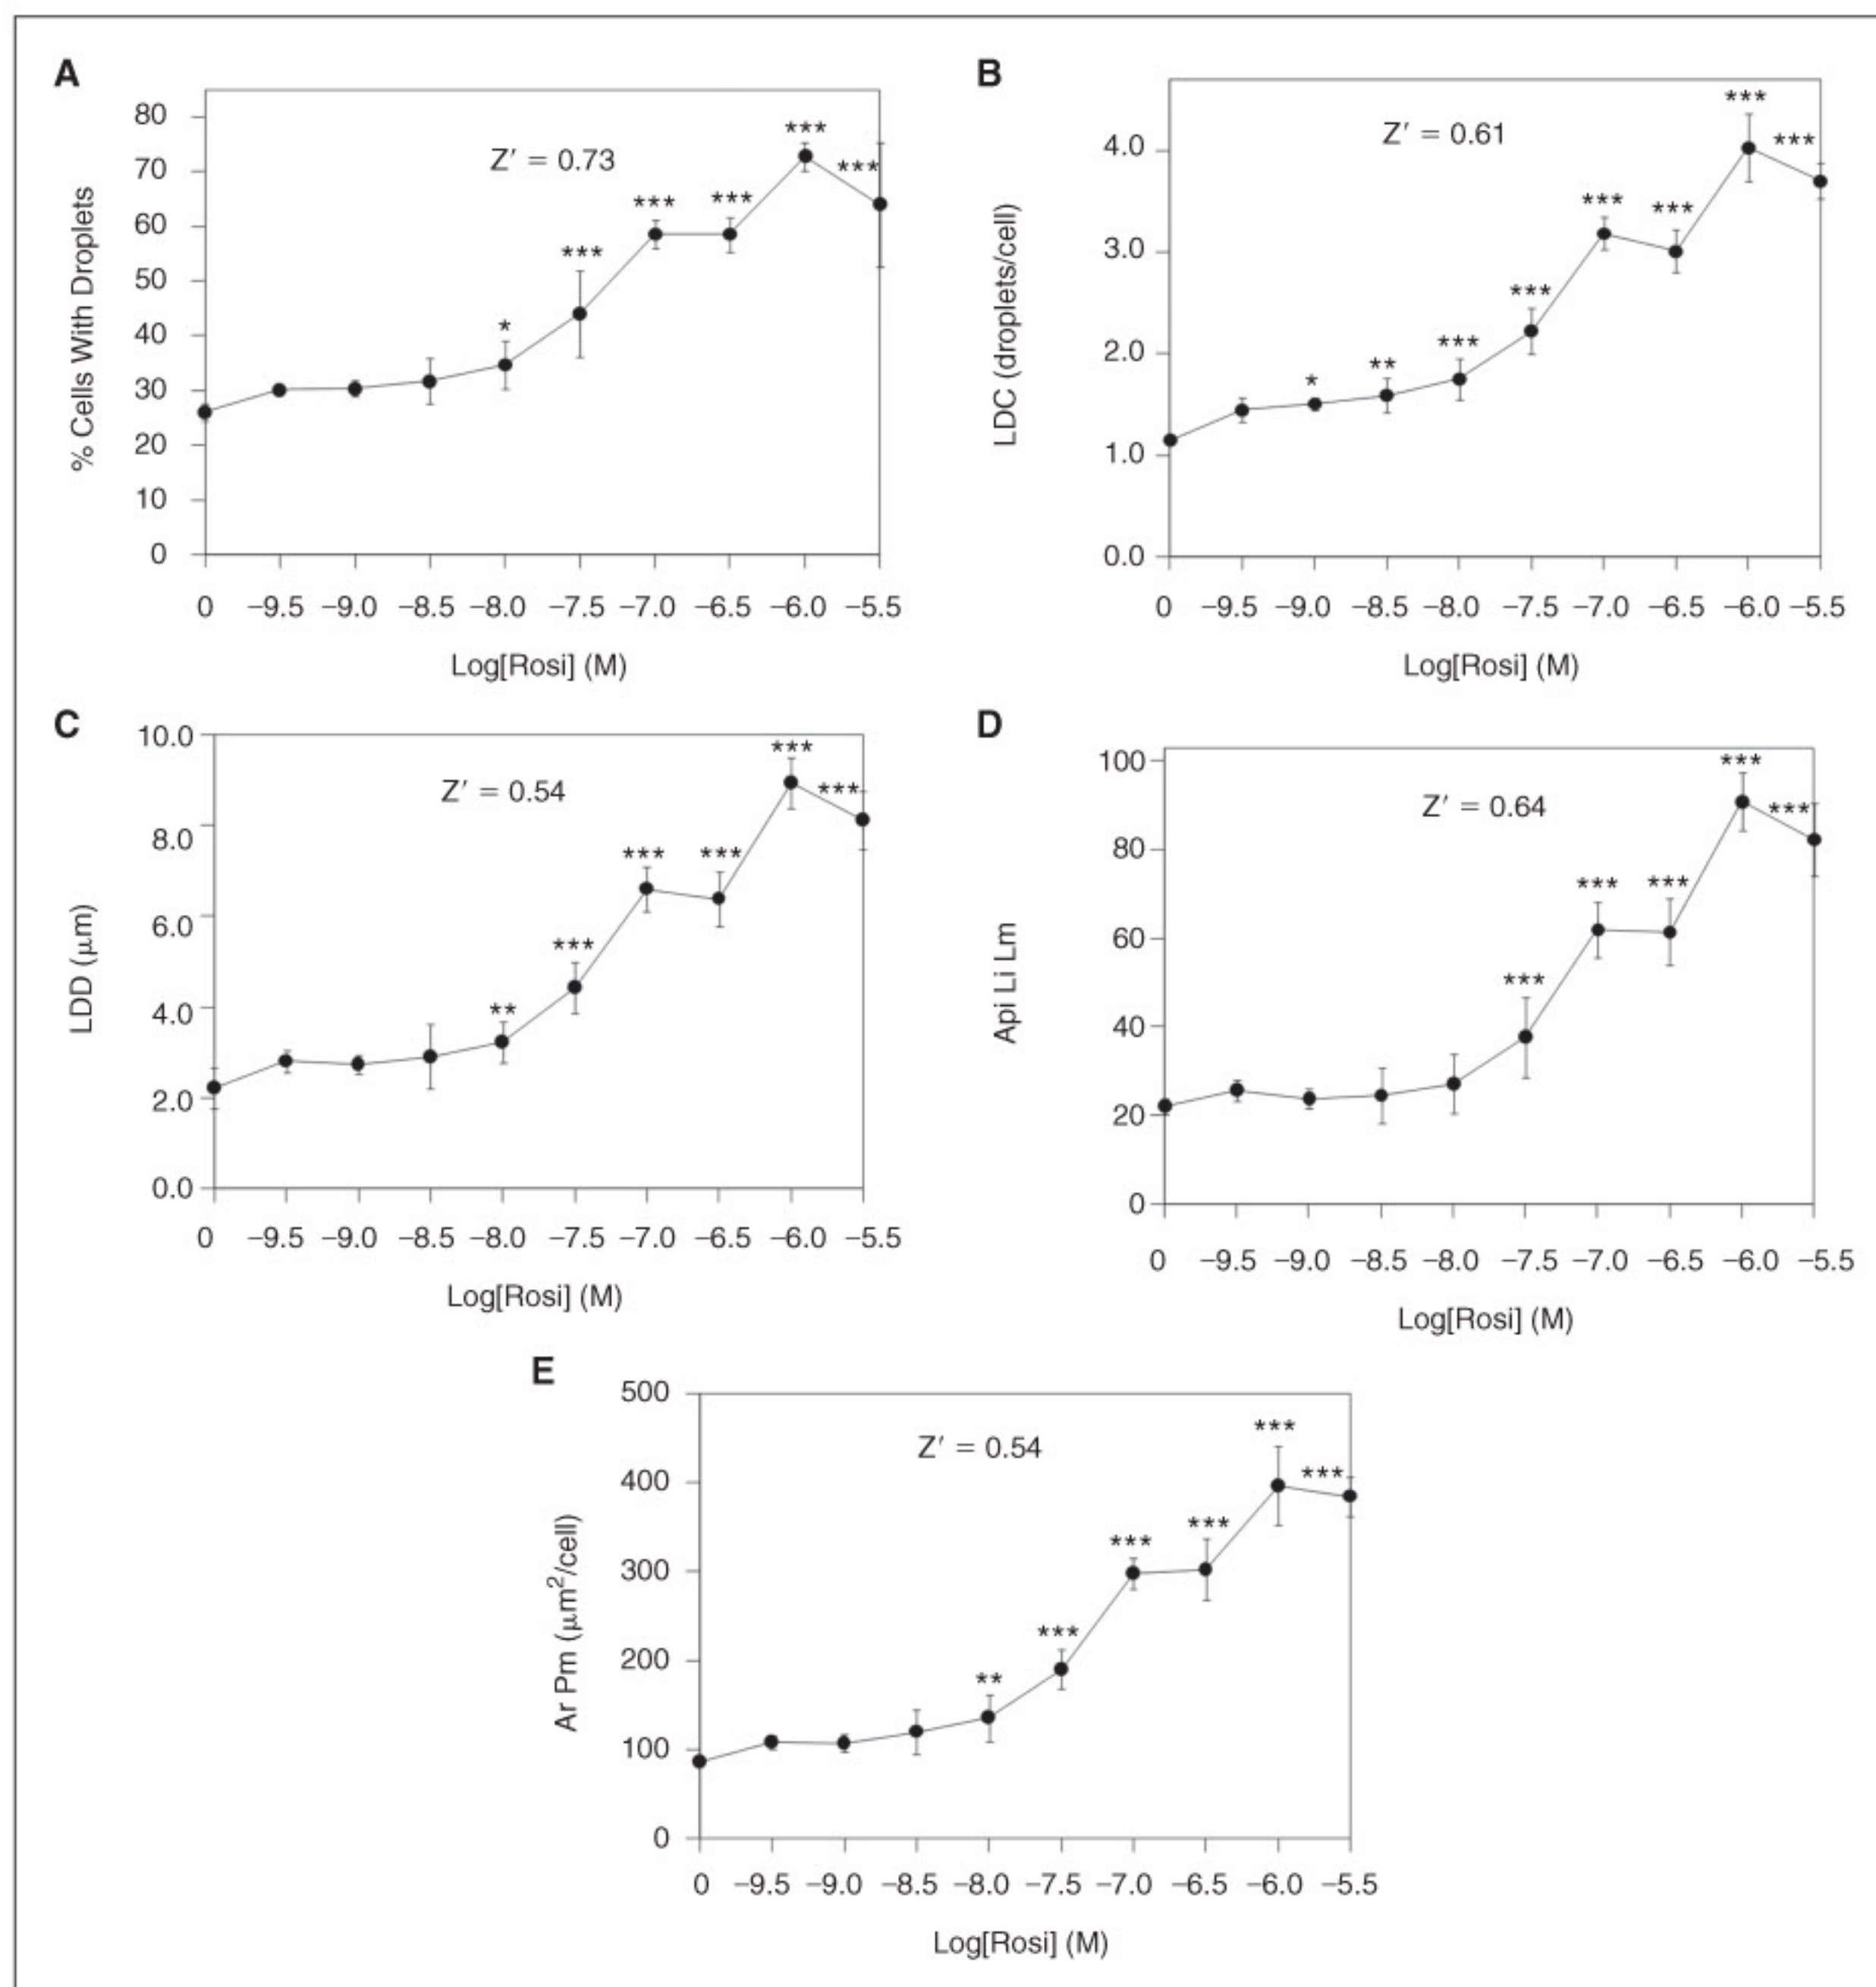 A
80
70
60
50
40
30
20
10
0
% Cells With Droplets
Z′ = 0.73
*
***
***
***
***
***
0 −9.5 −9.0 −8.5 −8.0 −7.5 −7.0 −6.5 −6.0 −5.5
Log[Rosi] (M)
B
4.0
3.0
2.0
1.0
0.0
LDC (droplets/cell)
Z′ = 0.61
*
**
***
***
***
***
***
***
0 −9.5 −9.0 −8.5 −8.0 −7.5 −7.0 −6.5 −6.0 −5.5
Log[Rosi] (M)
C
10.0
8.0
6.0
4.0
2.0
0.0
LDD (μm)
Z′ = 0.54
**
***
***
***
***
***
0 −9.5 −9.0 −8.5 −8.0 −7.5 −7.0 −6.5 −6.0 −5.5
Log[Rosi] (M)
D
100
80
60
40
20
0
Api Li Lm
Z′ = 0.64
***
***
***
***
***
0 −9.5 −9.0 −8.5 −8.0 −7.5 −7.0 −6.5 −6.0 −5.5
Log[Rosi] (M)
E
500
400
300
200
100
0
Ar Pm (μm²/cell)
Z′ = 0.54
**
***
***
***
***
***
0 −9.5 −9.0 −8.5 −8.0 −7.5 −7.0 −6.5 −6.0 −5.5
Log[Rosi] (M)